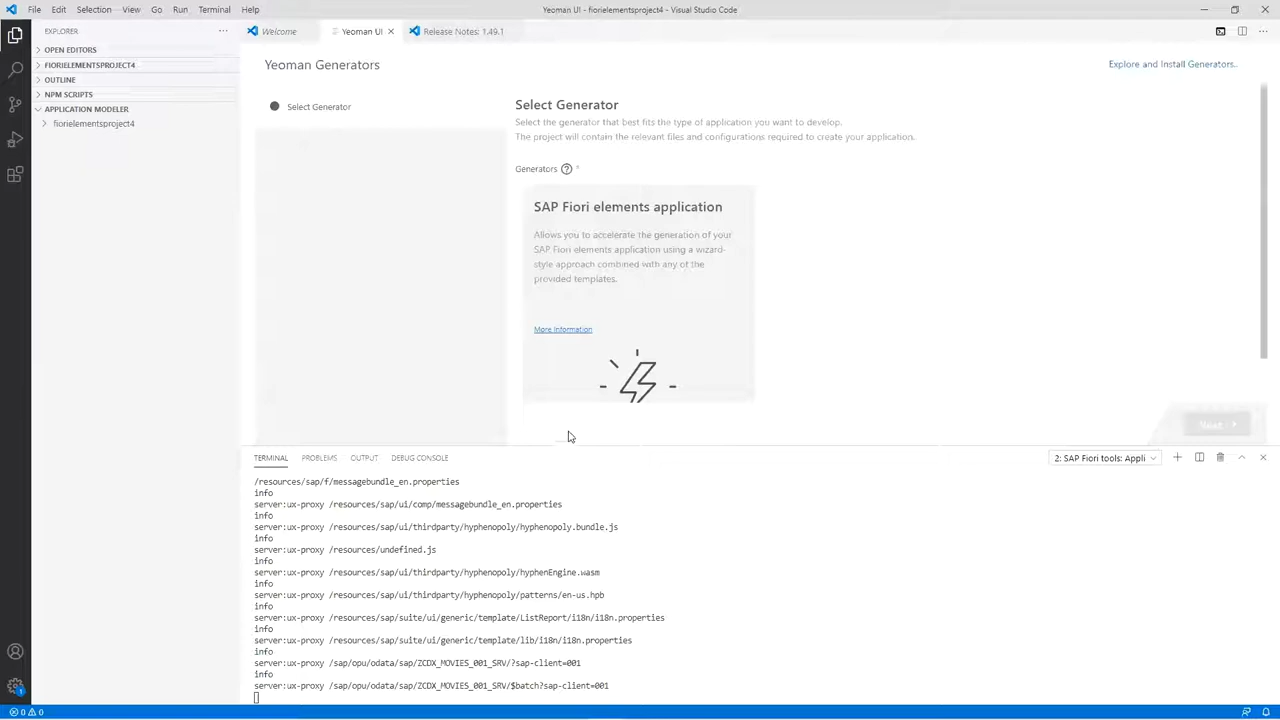 File Edit Selection View Go Run Terminal Help
Yeoman UI - fiorielementsproject4 - Visual Studio Code
EXPLORER
OPEN EDITORS
FIORIELEMENTSPROJECT4
OUTLINE
NPM SCRIPTS
APPLICATION MODELER
fiorielementsproject4
Welcome
Yeoman UI
Release Notes: 1.49.1
Yeoman Generators
Explore and Install Generators..
Select Generator
Select Generator
Select the generator that best fits the type of application you want to develop.
The project will contain the relevant files and configurations required to create your application.
Generators ? *
SAP Fiori elements application
Allows you to accelerate the generation of your
SAP Fiori elements application using a wizard-
style approach combined with any of the
provided templates.
More Information
Next
TERMINAL PROBLEMS OUTPUT DEBUG CONSOLE
2: SAP Fiori tools: Appli
/resources/sap/f/messagebundle_en.properties
info
server:ux-proxy /resources/sap/ui/comp/messagebundle_en.properties
info
server:ux-proxy /resources/sap/ui/thirdparty/hyphenopoly/hyphenopoly.bundle.js
info
server:ux-proxy /resources/undefined.js
info
server:ux-proxy /resources/sap/ui/thirdparty/hyphenopoly/hyphenEngine.wasm
info
server:ux-proxy /resources/sap/ui/thirdparty/hyphenopoly/patterns/en-us.hpb
info
server:ux-proxy /resources/sap/suite/ui/generic/template/ListReport/i18n/i18n.properties
info
server:ux-proxy /resources/sap/suite/ui/generic/template/lib/i18n/i18n.properties
info
server:ux-proxy /sap/opu/odata/sap/ZCDX_MOVIES_001_SRV/?sap-client=001
info
server:ux-proxy /sap/opu/odata/sap/ZCDX_MOVIES_001_SRV/$batch?sap-client=001
1
0 0